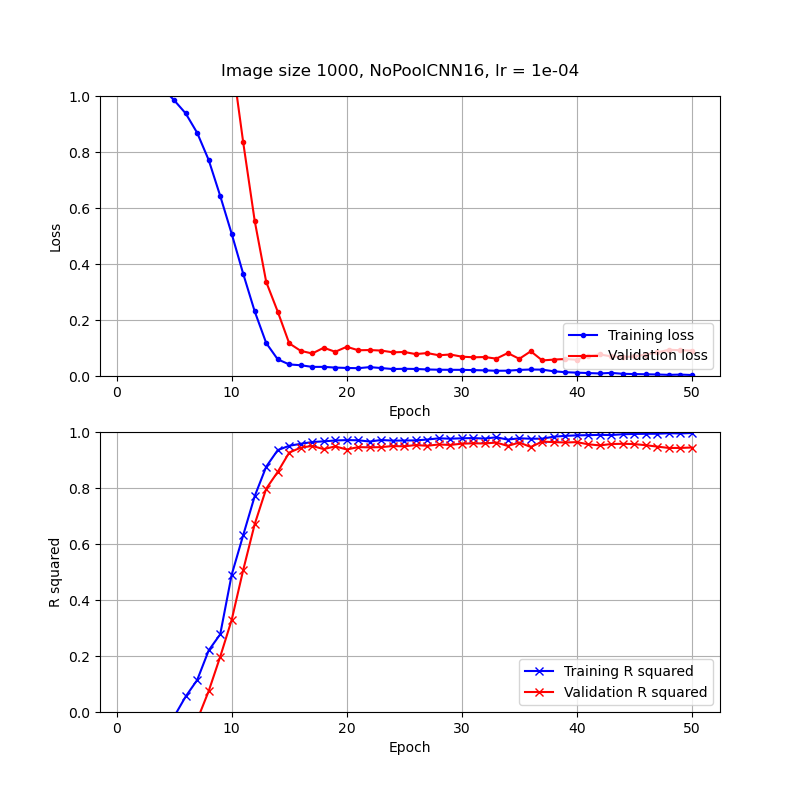 Image size 1000, NoPoolCNN16, lr = 1e-04
1.0
0.8
0.6
0.4
0.2
0.0
Loss
0 10 20 30 40 50
Epoch
Training loss
Validation loss
1.0
0.8
0.6
0.4
0.2
0.0
R squared
0 10 20 30 40 50
Epoch
Training R squared
Validation R squared